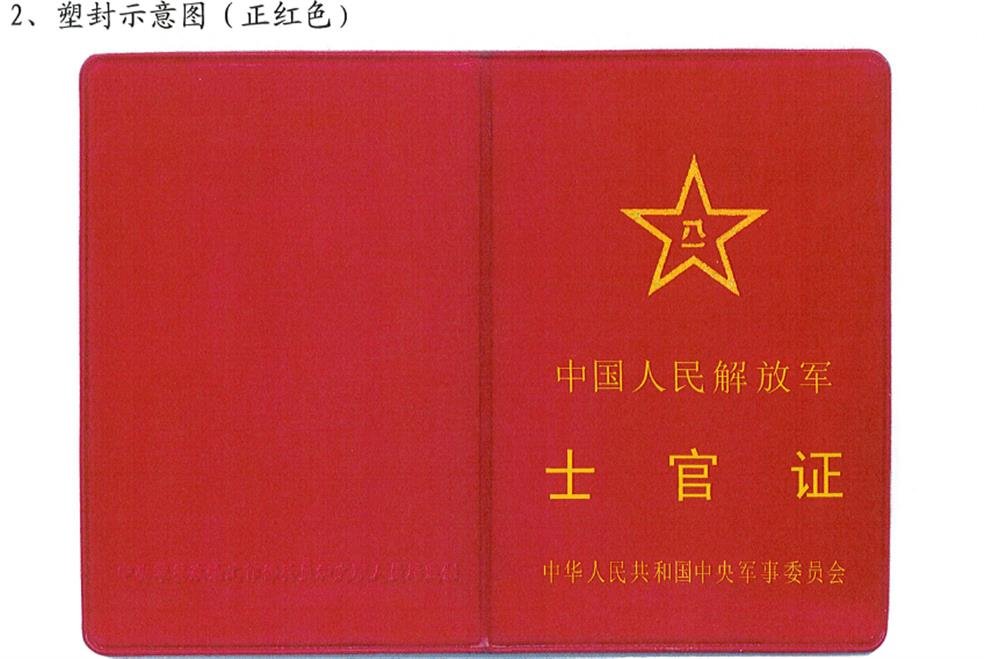 2、塑封示意图（正红色）
八一
中国人民解放军
士官证
中华人民共和国中央军事委员会